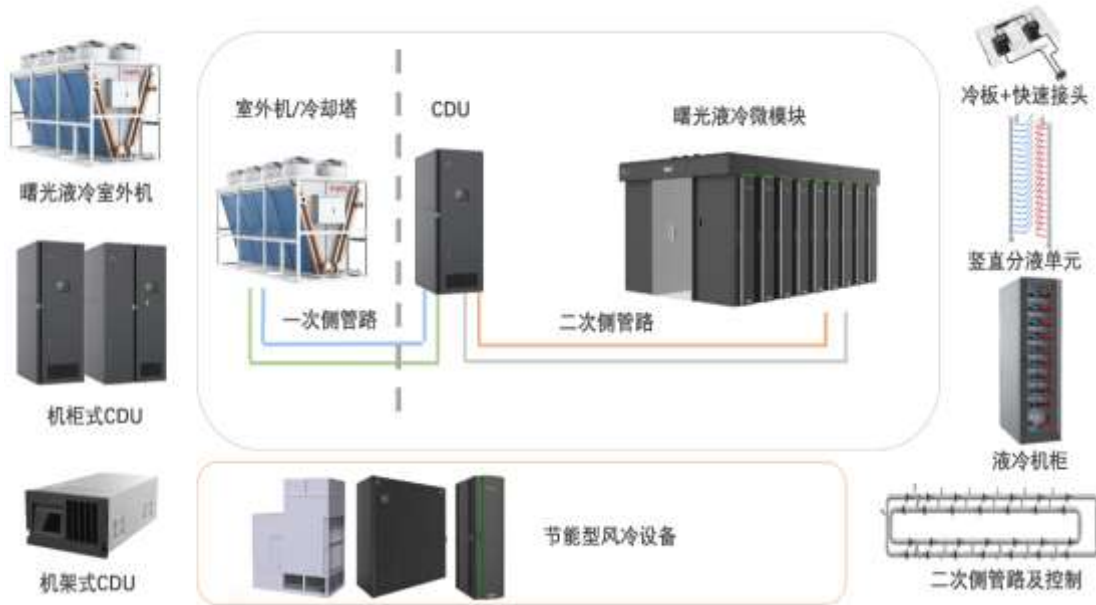 室外机/冷却塔
CDU
曙光液冷微模块
一次侧管路
二次侧管路
曙光液冷室外机
机柜式CDU
机架式CDU
节能型风冷设备
冷板+快速接头
竖直分液单元
液冷机柜
二次侧管路及控制